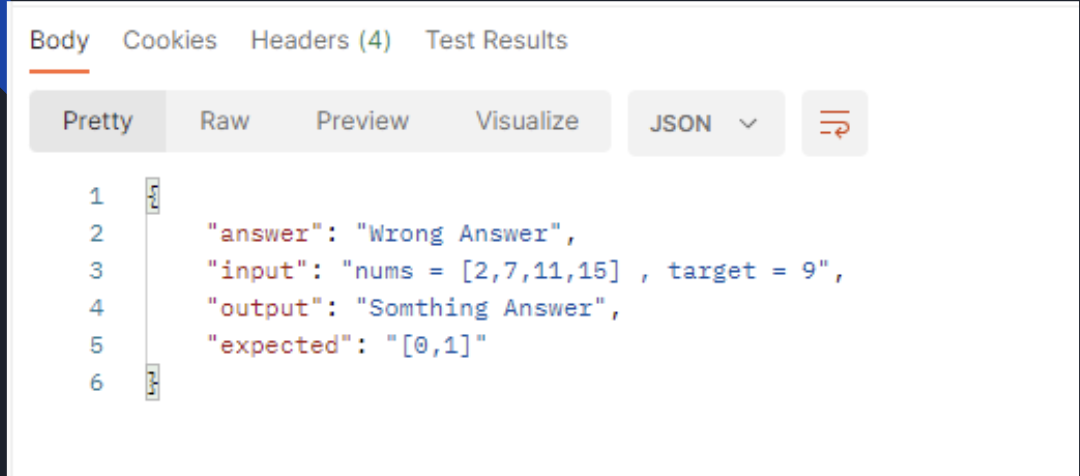 Body Cookies Headers (4) Test Results
Pretty Raw Preview Visualize JSON
1 {
2 "answer": "Wrong Answer",
3 "input": "nums = [2,7,11,15] , target = 9",
4 "output": "Somthing Answer",
5 "expected": "[0,1]"
6 }